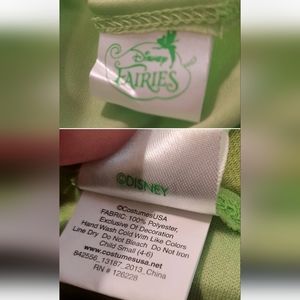 Disney
FAIRIES
©DISNEY
©CostumesUSA
FABRIC: 100% Polyester,
Exclusive Of Decoration
Hand Wash Cold With Like Colors
Line Dry Do Not Bleach Do Not Iron
Child Small (4-6)
www.costumesusa.net
842556_13187_2013_China
RN # 126228